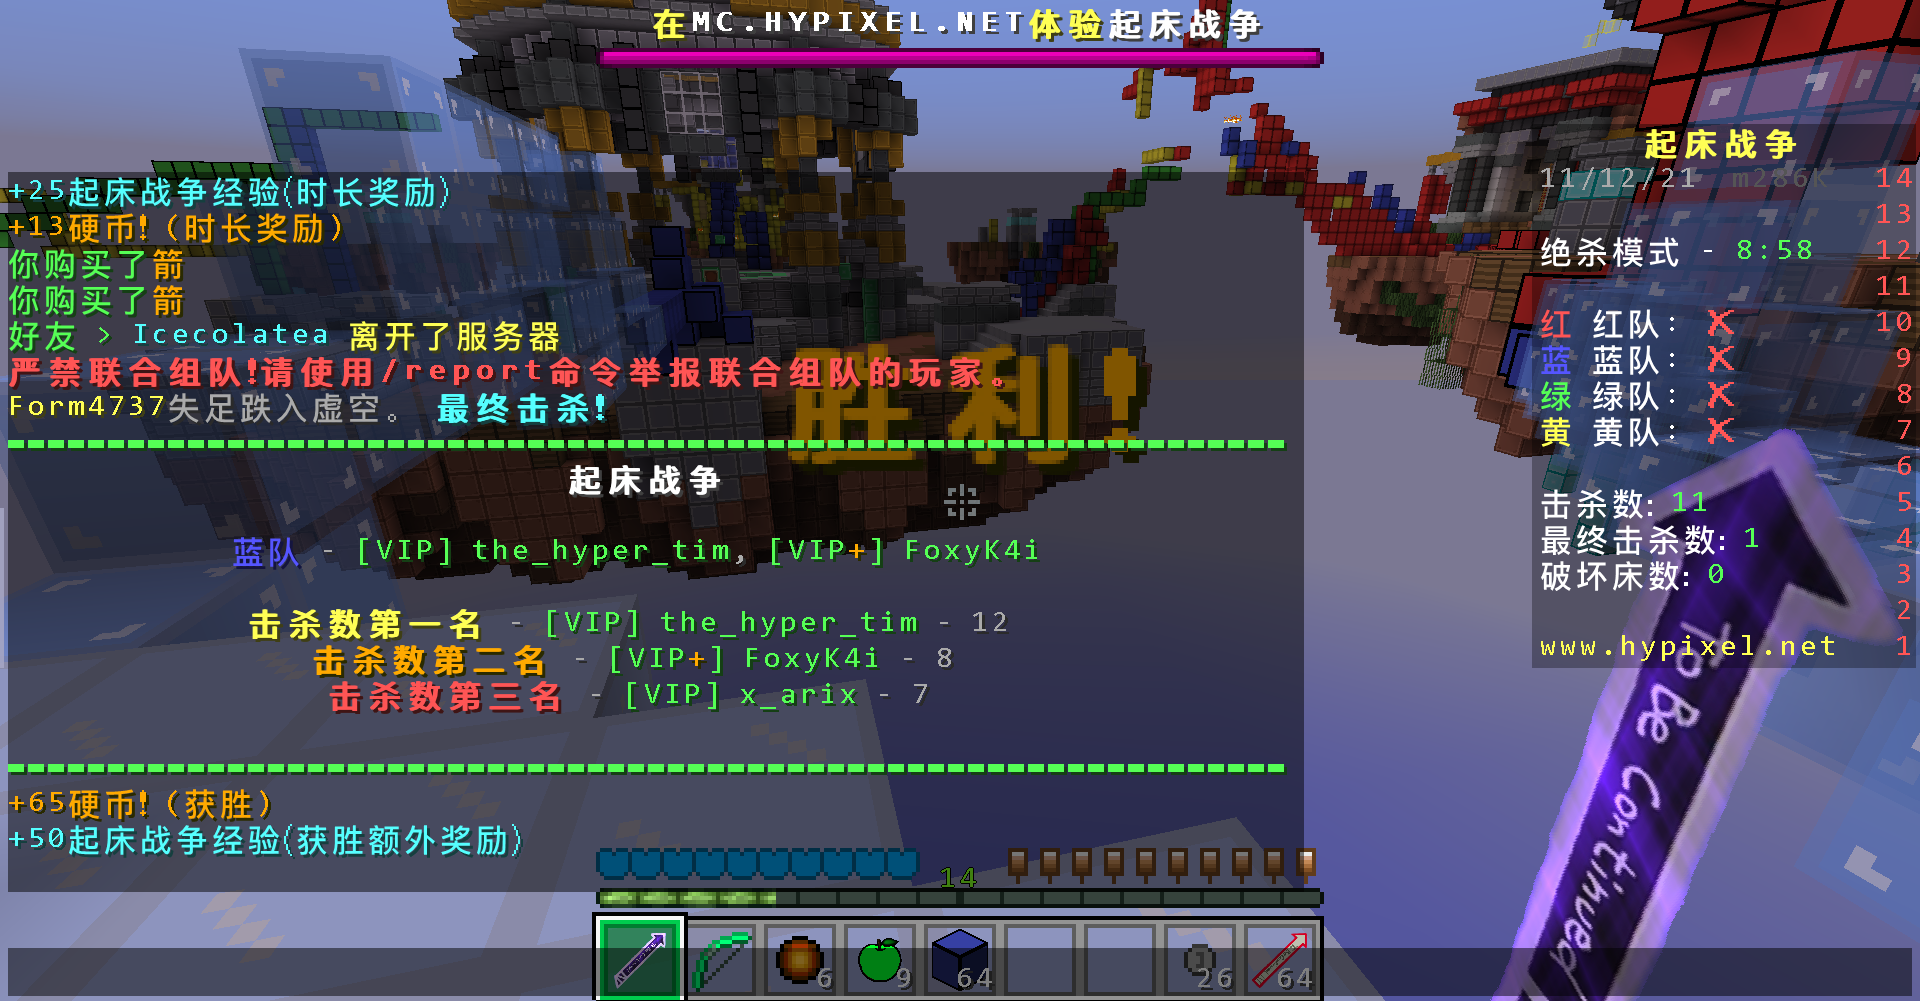 在MC.HYPIXEL.NET体验起床战争
+25起床战争经验(时长奖励)
+13硬币!（时长奖励）
你购买了箭
你购买了箭
好友 > Icecolatea 离开了服务器
严禁联合组队!请使用/report命令举报联合组队的玩家。
Form4737失足跌入虚空。 最终击杀!
胜利!
起床战争
蓝队 - [VIP] the_hyper_tim, [VIP+] FoxyK4i
击杀数第一名 - [VIP] the_hyper_tim - 12
击杀数第二名 - [VIP+] FoxyK4i - 8
击杀数第三名 - [VIP] x_arix - 7
+65硬币!（获胜）
+50起床战争经验(获胜额外奖励)
起床战争
11/12/21 m286K 14
13
绝杀模式 - 8:58 12
11
红 红队: ✗ 10
蓝 蓝队: ✗ 9
绿 绿队: ✗ 8
黄 黄队: ✗ 7
6
击杀数: 11 5
最终击杀数: 1 4
破坏床数: 0 3
2
www.hypixel.net 1
To Be Continued/
14
6 9 64 26 64